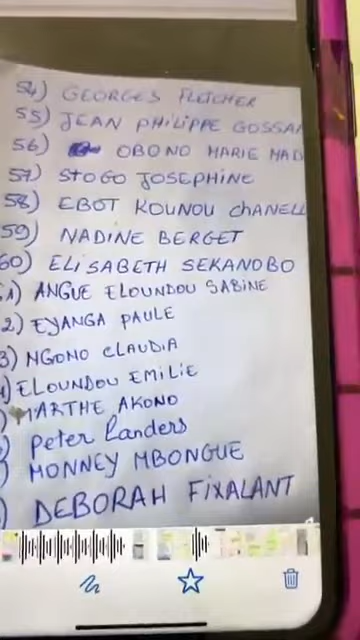 54) GEORGES FLETCHER
55) JEAN PHILIPPE GOSSA
56) OBONO MARIE MAD
57) STOGO JOSEPHINE
58) EBOT KOUNOU CHANELL
59) NADINE BERGET
60) ELISABETH SEKANOBO
1) ANGUE ELOUNDOU SABINE
2) EYANGA PAULE
3) NGONO CLAUDIA
) ELOUNDOU EMILIE
) MARTHE AKONO
) Peter Landers
) MONNEY MBONGUE
) DEBORAH FIXALANT